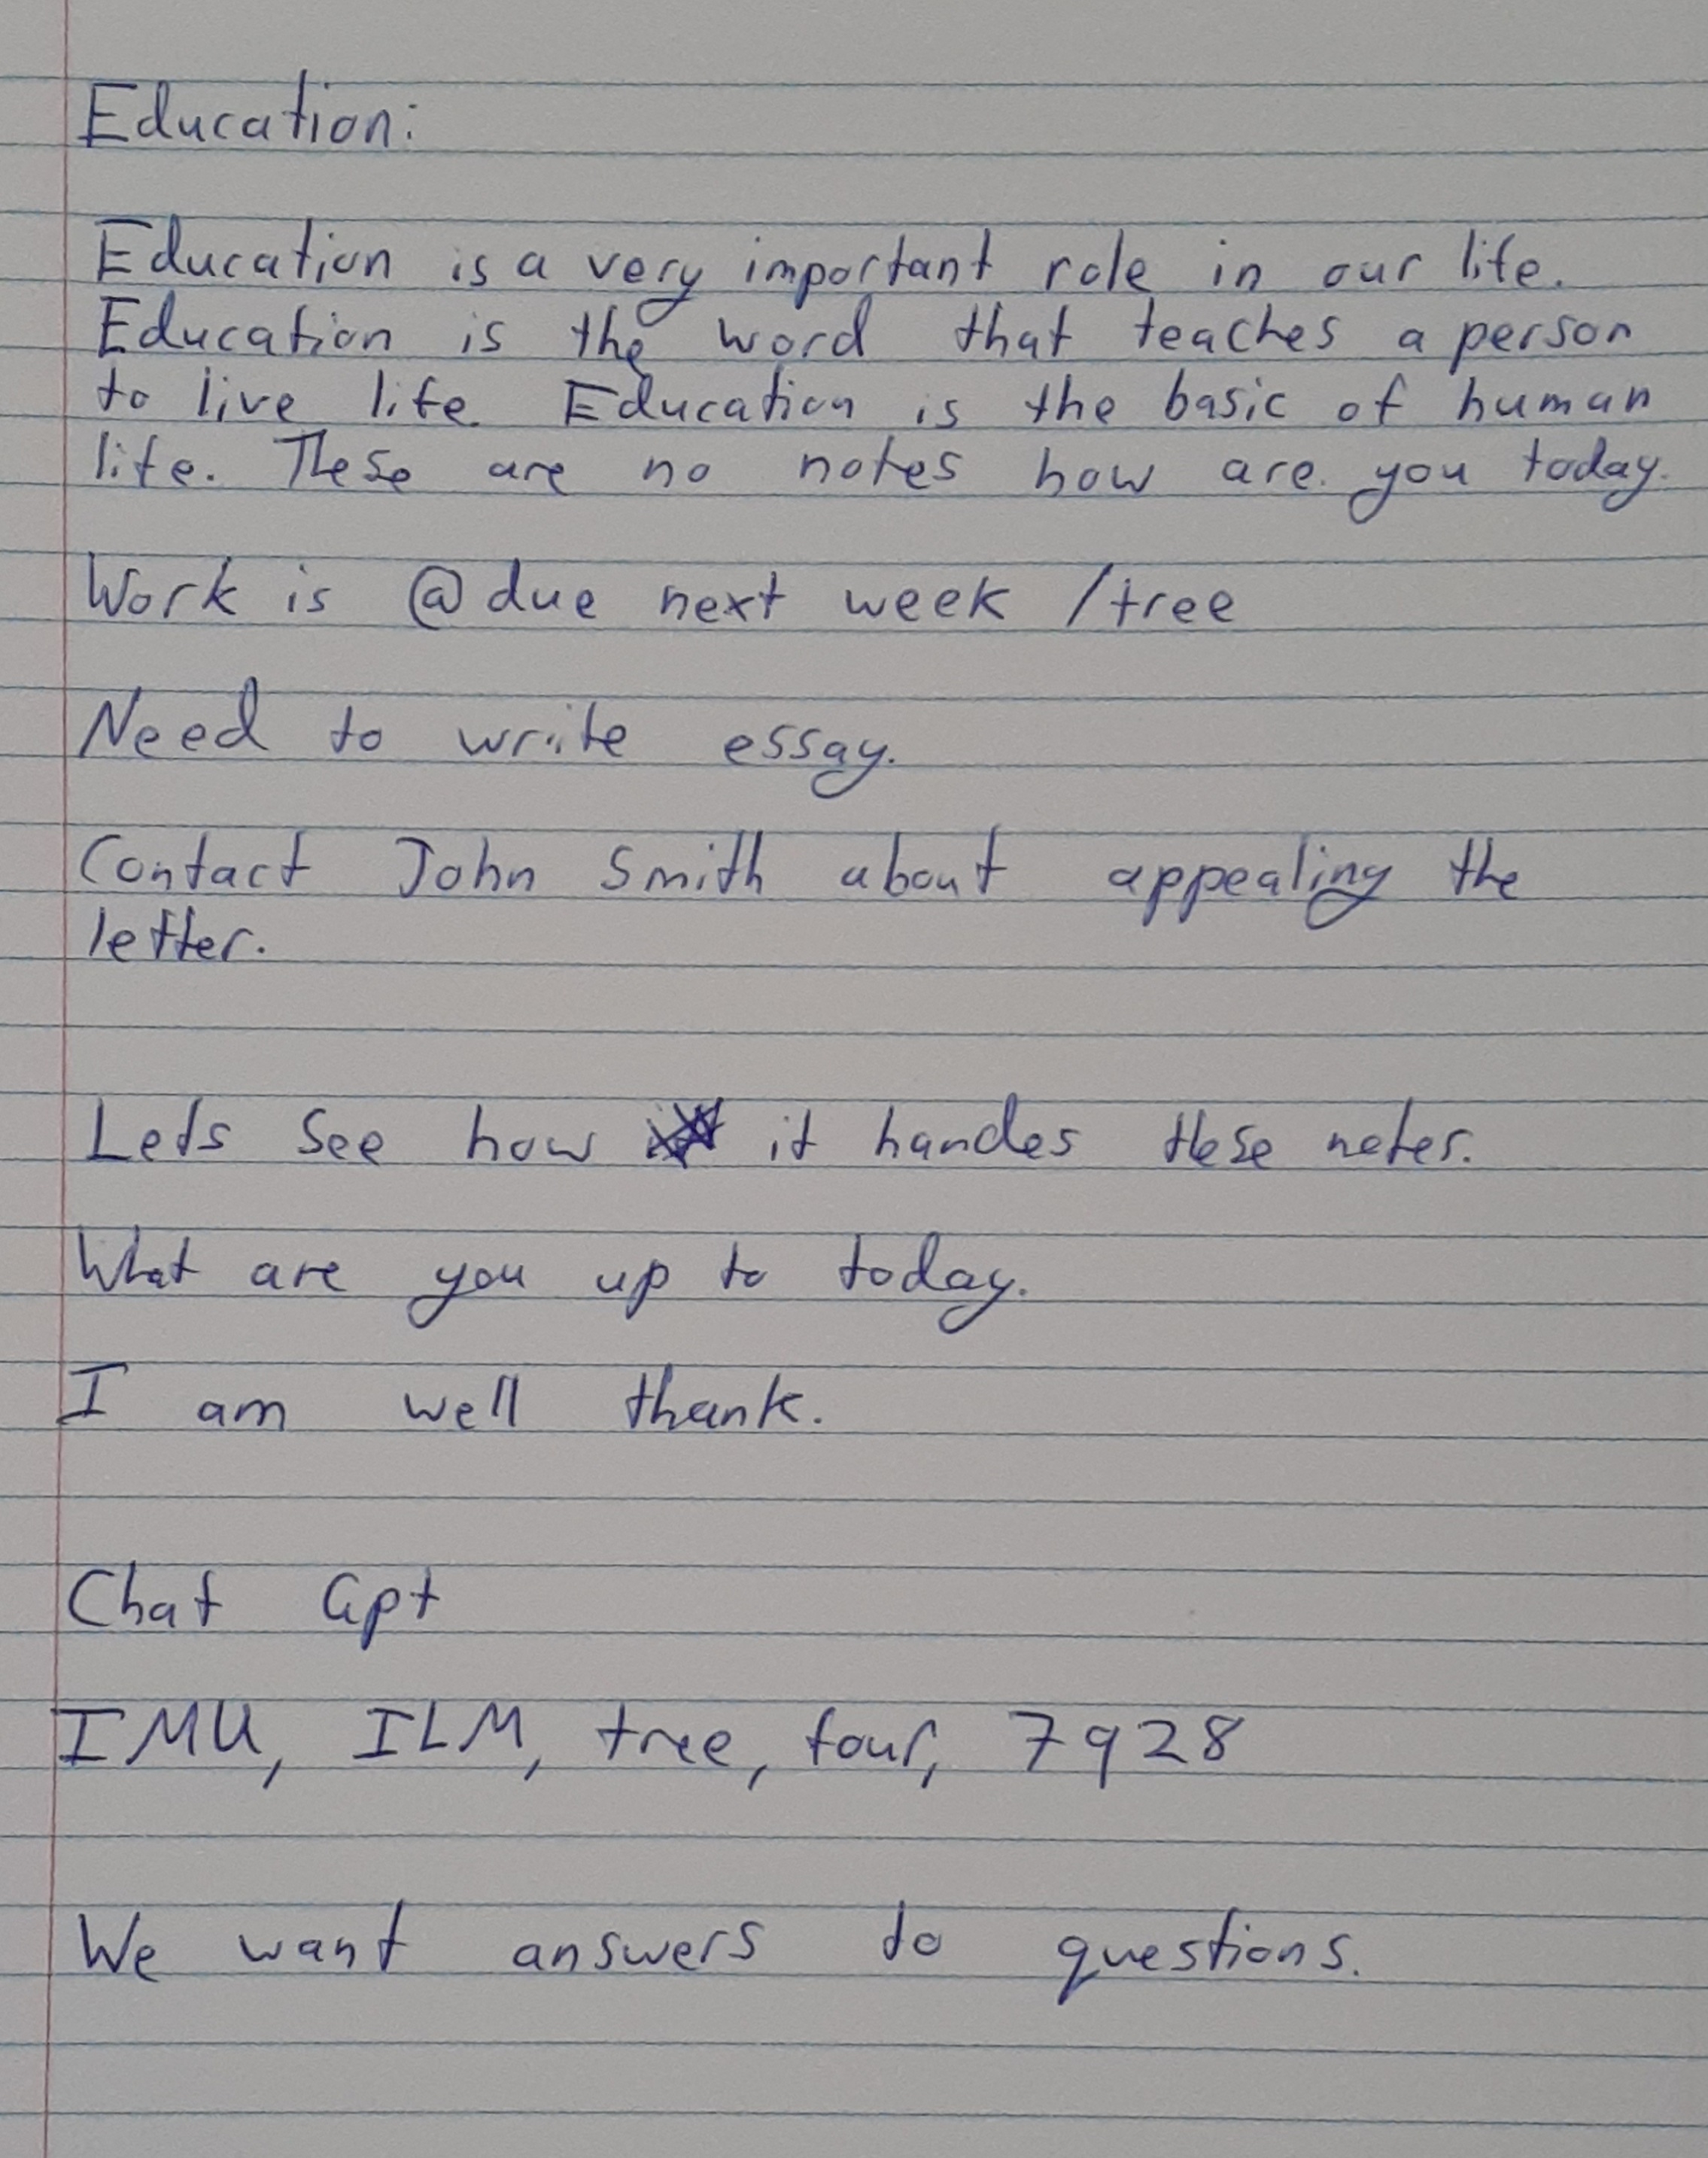 Education:
Education is a very important role in our life.
Education is the word that teaches a person
to live life. Education is the basic of human
life. These are no notes how are you today.
Work is @due next week /tree
Need to write essay.
Contact John Smith about appealing the
letter.
Lets see how it handes these notes.
What are you up to today.
I am well thank.
Chat Gpt
IMU, ILM, tree, four, 7928
We want answers to questions.